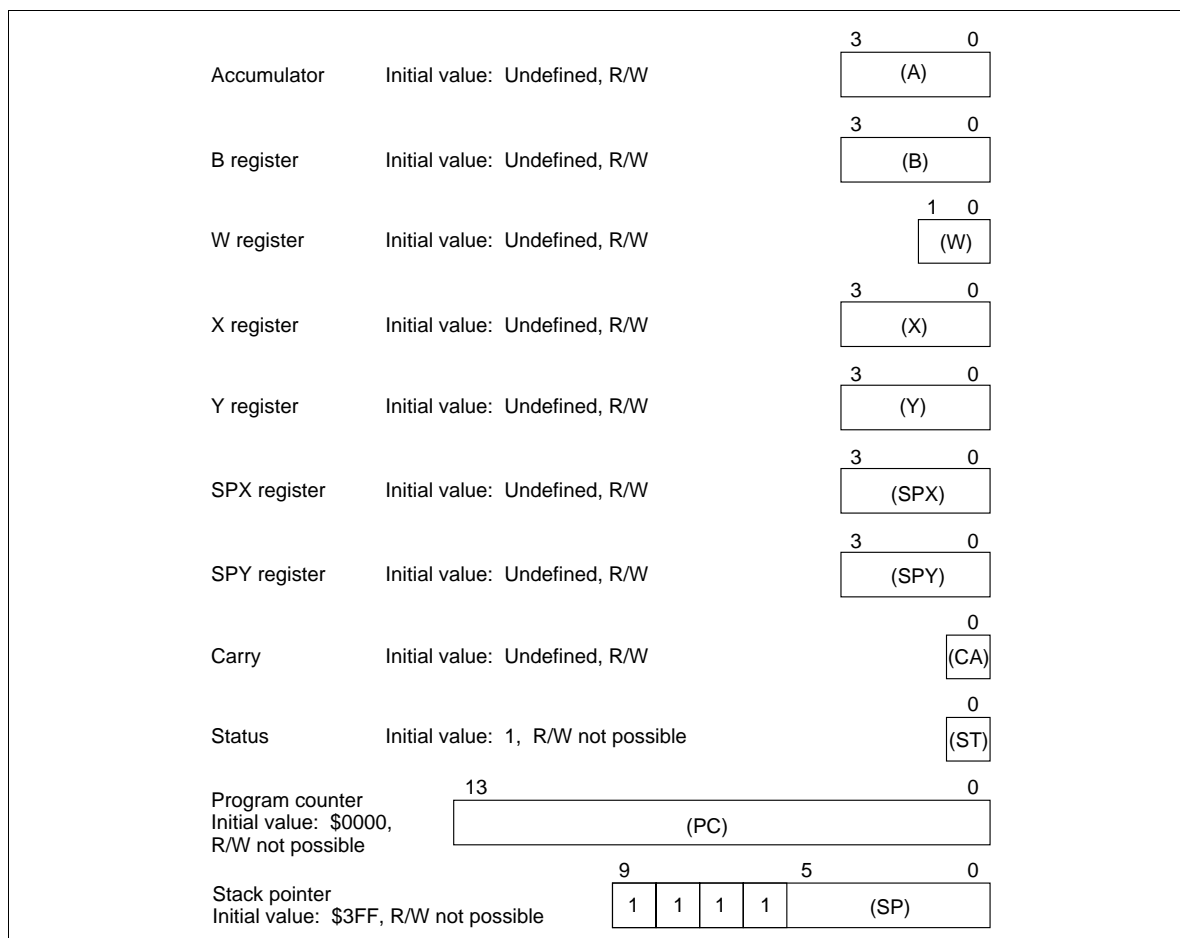 3 0
Accumulator Initial value: Undefined, R/W (A)
3 0
B register Initial value: Undefined, R/W (B)
1 0
W register Initial value: Undefined, R/W (W)
3 0
X register Initial value: Undefined, R/W (X)
3 0
Y register Initial value: Undefined, R/W (Y)
3 0
SPX register Initial value: Undefined, R/W (SPX)
3 0
SPY register Initial value: Undefined, R/W (SPY)
0
Carry Initial value: Undefined, R/W (CA)
0
Status Initial value: 1, R/W not possible (ST)
13 0
Program counter
Initial value: $0000,
R/W not possible
(PC)
9 5 0
Stack pointer
Initial value: $3FF, R/W not possible
1 1 1 1 (SP)